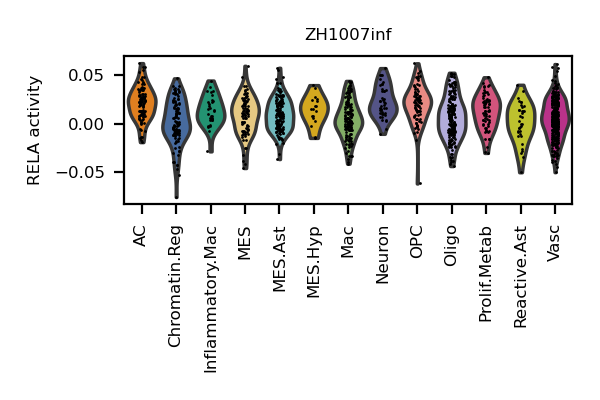 ZH1007inf
RELA activity
0.05
0.00
−0.05
AC
Chromatin.Reg
Inflammatory.Mac
MES
MES.Ast
MES.Hyp
Mac
Neuron
OPC
Oligo
Prolif.Metab
Reactive.Ast
Vasc